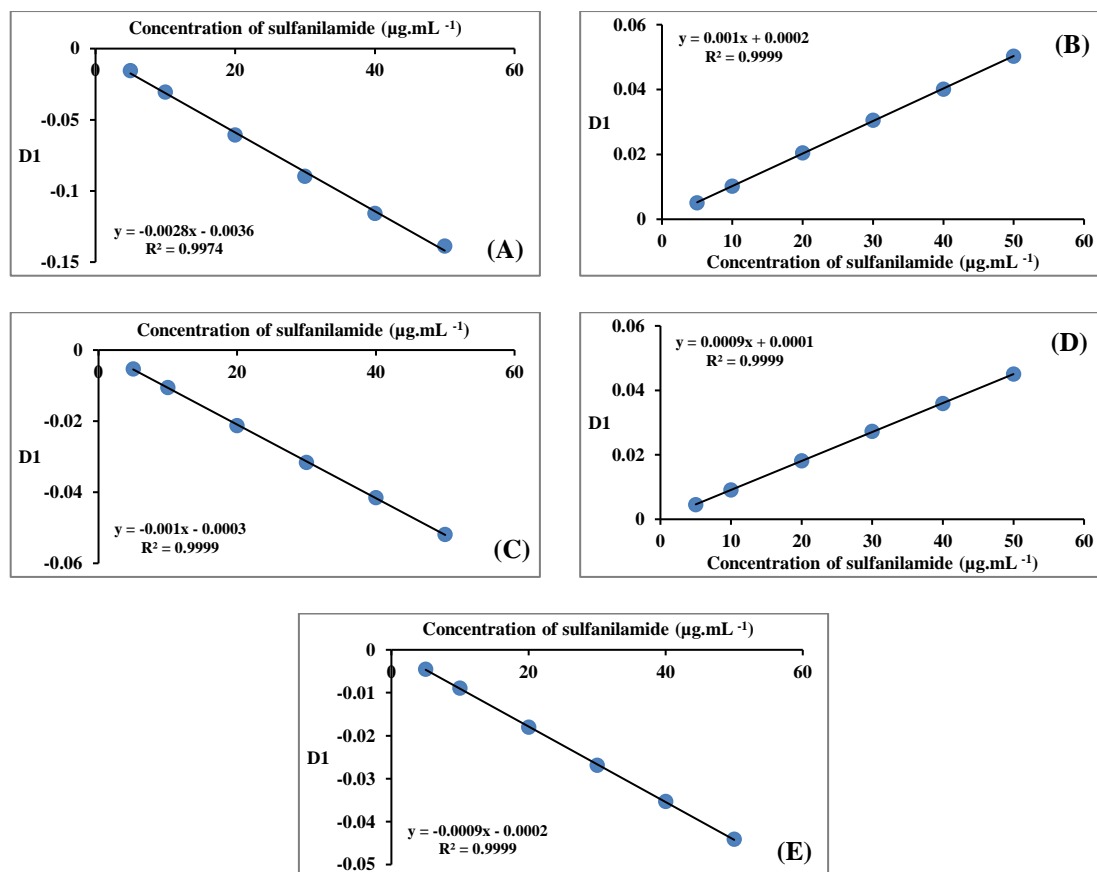 Concentration of sulfanilamide (µg.mL -1)
0
0 20 40 60
-0.05
D1
-0.1
y = -0.0028x - 0.0036
R² = 0.9974
-0.15
(A)
0.06
y = 0.001x + 0.0002
R² = 0.9999
(B)
0.04
D1
0.02
0
0 10 20 30 40 50 60
Concentration of sulfanilamide (µg.mL -1)
Concentration of sulfanilamide (µg.mL -1)
0
0 20 40 60
-0.02
D1
-0.04
y = -0.001x - 0.0003
R² = 0.9999
-0.06
(C)
0.06
y = 0.0009x + 0.0001
R² = 0.9999
(D)
0.04
D1
0.02
0
0 10 20 30 40 50 60
Concentration of sulfanilamide (µg.mL -1)
Concentration of sulfanilamide (µg.mL -1)
0
0 20 40 60
-0.01
-0.02
D1
-0.03
-0.04
y = -0.0009x - 0.0002
R² = 0.9999
-0.05
(E)